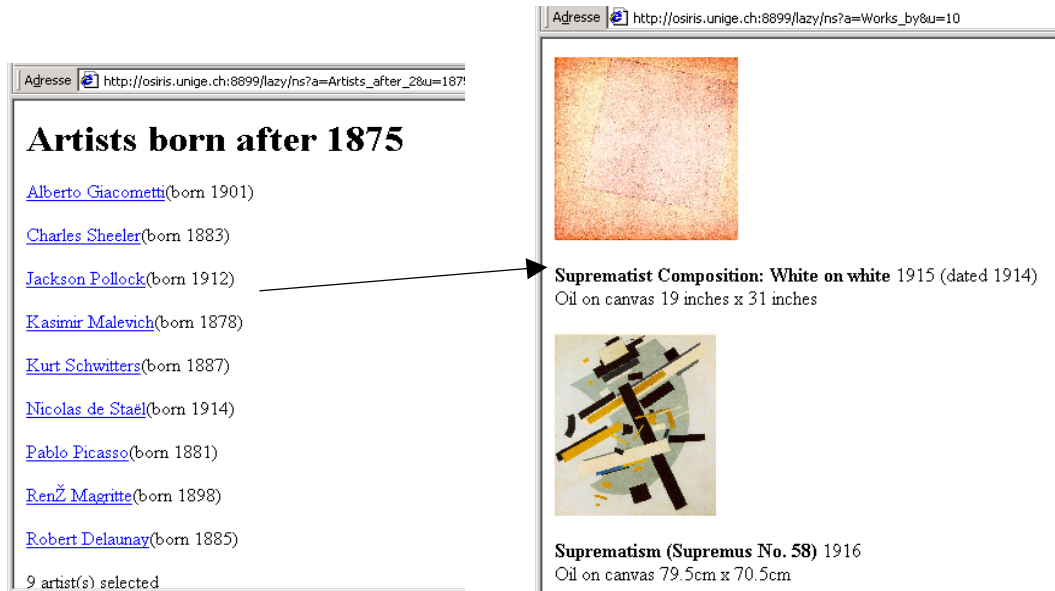 Adresse http://osiris.unige.ch:8899/lazy/ns?a=Artists_after_2&u=1875
Artists born after 1875
Alberto Giacometti(born 1901)
Charles Sheeler(born 1883)
Jackson Pollock(born 1912)
Kasimir Malevich(born 1878)
Kurt Schwitters(born 1887)
Nicolas de Staël(born 1914)
Pablo Picasso(born 1881)
RenŽ Magritte(born 1898)
Robert Delaunay(born 1885)
9 artist(s) selected
Adresse http://osiris.unige.ch:8899/lazy/ns?a=Works_by&u=10
Suprematist Composition: White on white 1915 (dated 1914)
Oil on canvas 19 inches x 31 inches
Suprematism (Supremus No. 58) 1916
Oil on canvas 79.5cm x 70.5cm